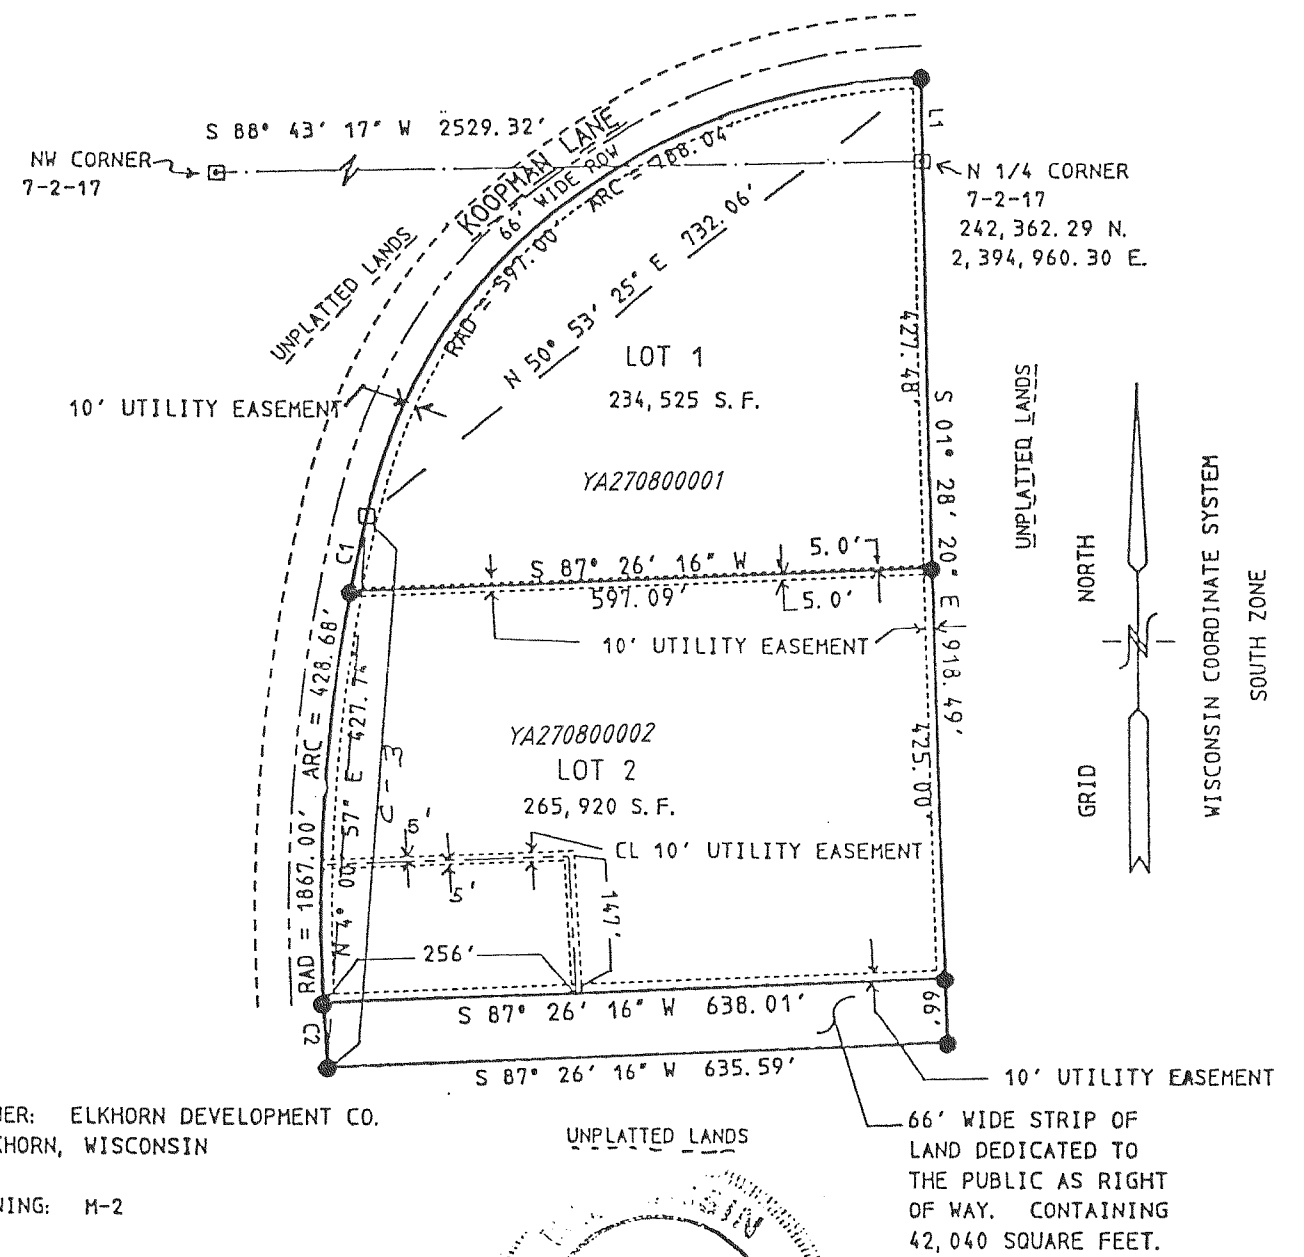 S 88° 43' 17" W 2529.32'
NW CORNER
7-2-17
KOOPMAN LANE
66' WIDE ROW
ARC = 788.04'
RAD = 597.00'
L1
N 1/4 CORNER
7-2-17
242,362.29 N.
2,394,960.30 E.
UNPLATTED LANDS
N 50° 53' 25" E 732.06'
427.48'
LOT 1
234,525 S.F.
10' UTILITY EASEMENT
S 01° 28' 20" E 918.49'
UNPLATTED LANDS
YA270800001
C1
S 87° 26' 16" W
597.09'
5.0'
5.0'
10' UTILITY EASEMENT
GRID NORTH
WISCONSIN COORDINATE SYSTEM
SOUTH ZONE
RAD = 1867.00' ARC = 428.68'
N 4° 00' 57" E 427.74'
C-3
YA270800002
LOT 2
265,920 S.F.
425.00'
5'
5'
CL 10' UTILITY EASEMENT
147'
256'
S 87° 26' 16" W 638.01'
66'
C2
S 87° 26' 16" W 635.59'
10' UTILITY EASEMENT
NER: ELKHORN DEVELOPMENT CO.
KHORN, WISCONSIN
NING: M-2
UNPLATTED LANDS
66' WIDE STRIP OF
LAND DEDICATED TO
THE PUBLIC AS RIGHT
OF WAY. CONTAINING
42,040 SQUARE FEET.